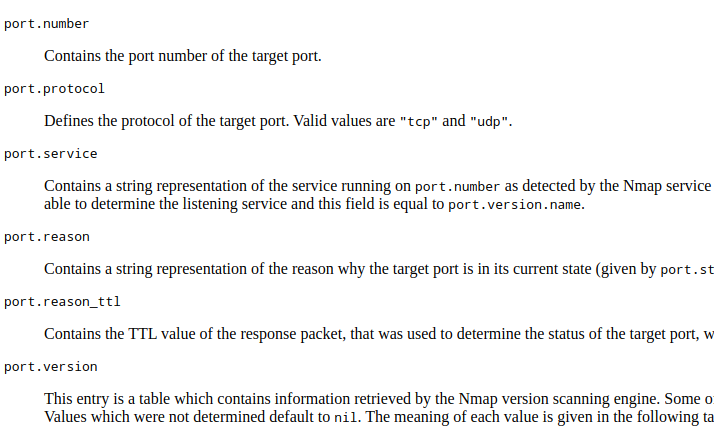 port.number
Contains the port number of the target port.
port.protocol
Defines the protocol of the target port. Valid values are "tcp" and "udp".
port.service
Contains a string representation of the service running on port.number as detected by the Nmap service
able to determine the listening service and this field is equal to port.version.name.
port.reason
Contains a string representation of the reason why the target port is in its current state (given by port.st
port.reason_ttl
Contains the TTL value of the response packet, that was used to determine the status of the target port, w
port.version
This entry is a table which contains information retrieved by the Nmap version scanning engine. Some o
Values which were not determined default to nil. The meaning of each value is given in the following ta